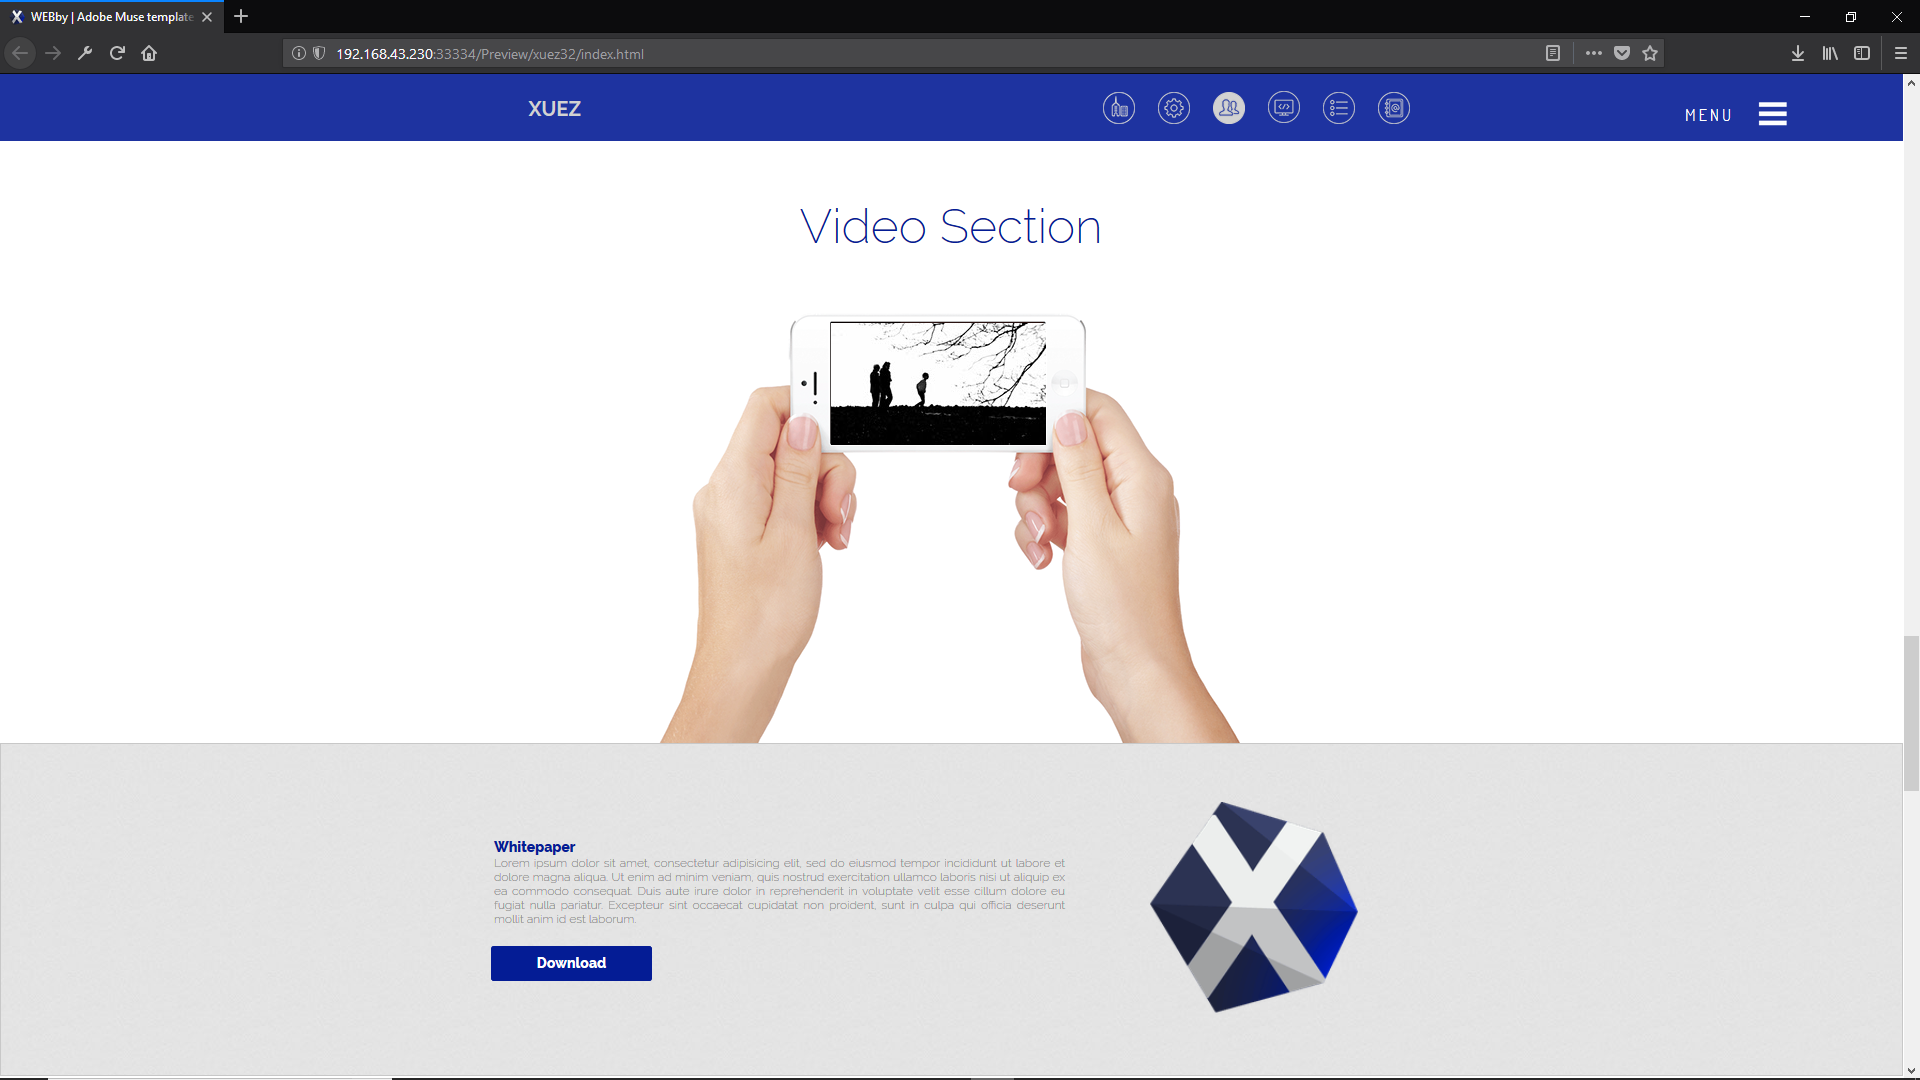 WEBby | Adobe Muse template
192.168.43.230:33334/Preview/xuez32/index.html
XUEZ
MENU
Video Section
Whitepaper
Lorem ipsum dolor sit amet, consectetur adipisicing elit, sed do eiusmod tempor incididunt ut labore et
dolore magna aliqua. Ut enim ad minim veniam, quis nostrud exercitation ullamco laboris nisi ut aliquip ex
ea commodo consequat. Duis aute irure dolor in reprehenderit in voluptate velit esse cillum dolore eu
fugiat nulla pariatur. Excepteur sint occaecat cupidatat non proident, sunt in culpa qui officia deserunt
mollit anim id est laborum.
Download